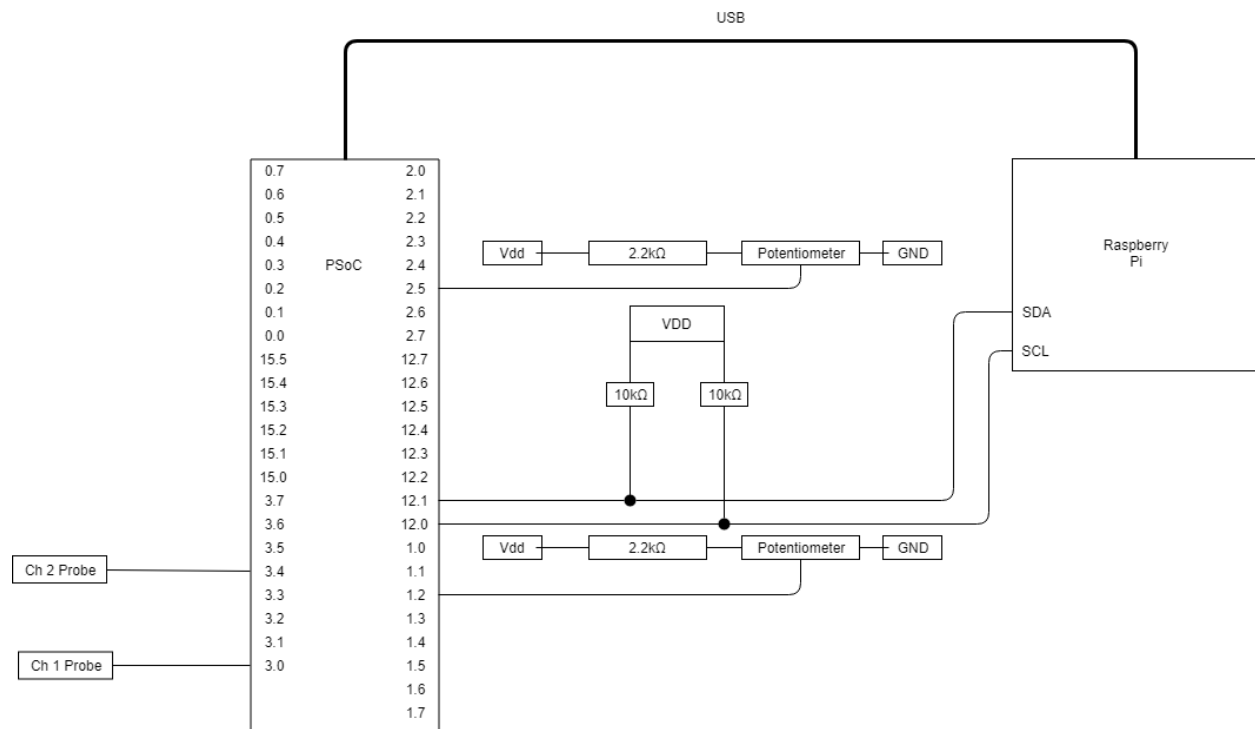 USB
0.7
0.6
0.5
0.4
0.3
0.2
0.1
0.0
15.5
15.4
15.3
15.2
15.1
15.0
3.7
3.6
3.5
3.4
3.3
3.2
3.1
3.0
PSoC
2.0
2.1
2.2
2.3
2.4
2.5
2.6
2.7
12.7
12.6
12.5
12.4
12.3
12.2
12.1
12.0
1.0
1.1
1.2
1.3
1.4
1.5
1.6
1.7
Ch 2 Probe
Ch 1 Probe
Vdd
2.2kΩ
Potentiometer
GND
VDD
10kΩ
10kΩ
Vdd
2.2kΩ
Potentiometer
GND
Raspberry
Pi
SDA
SCL